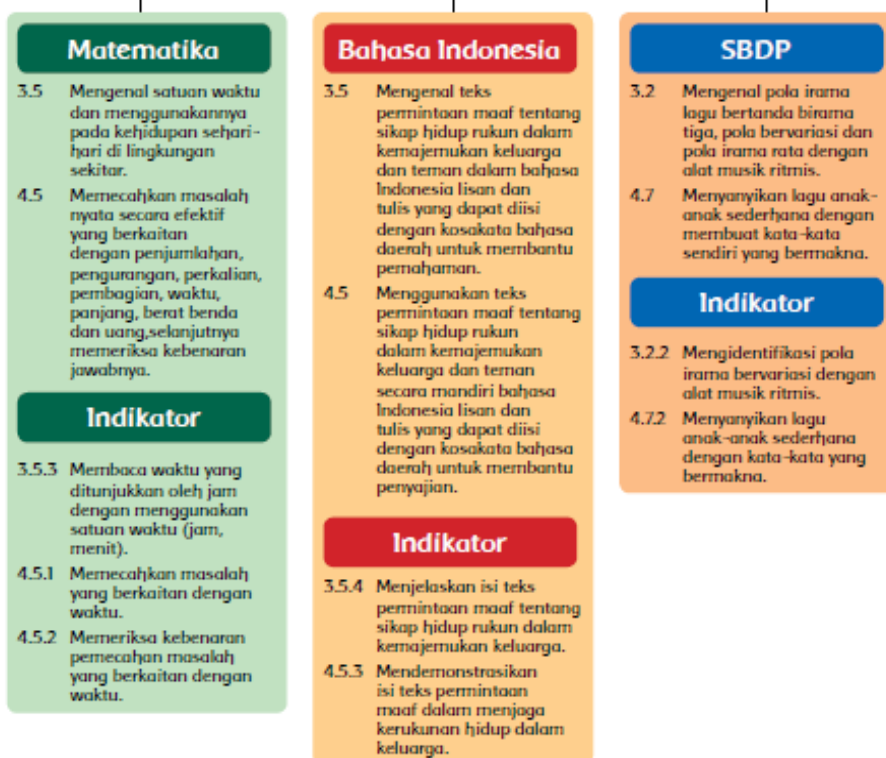 Matematika
3.5 Mengenal satuan waktu
dan menggunakannya
pada kehidupan sehari-
hari di lingkungan
sekitar.
4.5 Memecahkan masalah
nyata secara efektif
yang berkaitan
dengan penjumlahan,
pengurangan, perkalian,
pembagian, waktu,
panjang, berat benda
dan uang,selanjutnya
memeriksa kebenaran
jawabnya.
Indikator
3.5.3 Membaca waktu yang
ditunjukkan oleh jam
dengan menggunakan
satuan waktu (jam,
menit).
4.5.1 Memecahkan masalah
yang berkaitan dengan
waktu.
4.5.2 Memeriksa kebenaran
pemecahan masalah
yang berkaitan dengan
waktu.
Bahasa Indonesia
3.5 Mengenal teks
permintaan maaf tentang
sikap hidup rukun dalam
kemajemukan keluarga
dan teman dalam bahasa
Indonesia lisan dan
tulis yang dapat diisi
dengan kosakata bahasa
daerah untuk membantu
pemahaman.
4.5 Menggunakan teks
permintaan maaf tentang
sikap hidup rukun
dalam kemajemukan
keluarga dan teman
secara mandiri bahasa
Indonesia lisan dan
tulis yang dapat diisi
dengan kosakata bahasa
daerah untuk membantu
penyajian.
Indikator
3.5.4 Menjelaskan isi teks
permintaan maaf tentang
sikap hidup rukun dalam
kemajemukan keluarga.
4.5.3 Mendemonstrasikan
isi teks permintaan
maaf dalam menjaga
kerukunan hidup dalam
keluarga.
SBDP
3.2 Mengenal pola irama
lagu bertanda birama
tiga, pola bervariasi dan
pola irama rata dengan
alat musik ritmis.
4.7 Menyanyikan lagu anak-
anak sederhana dengan
membuat kata-kata
sendiri yang bermakna.
Indikator
3.2.2 Mengidentifikasi pola
irama bervariasi dengan
alat musik ritmis.
4.7.2 Menyanyikan lagu
anak-anak sederhana
dengan kata-kata yang
bermakna.